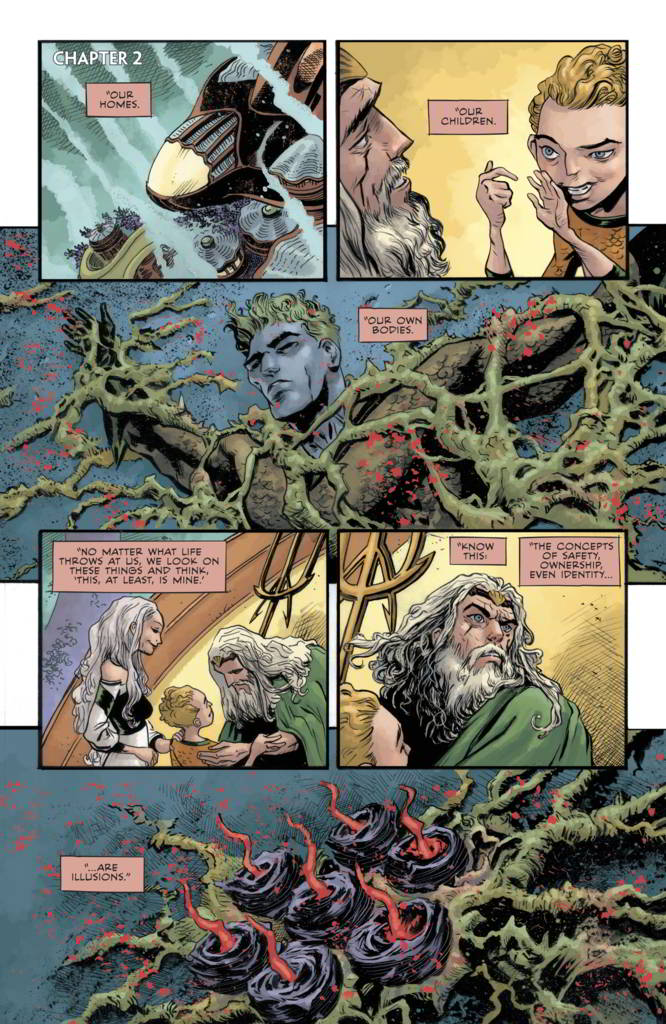 CHAPTER 2
"OUR
HOMES.
"OUR
CHILDREN.
"OUR OWN
BODIES.
"NO MATTER WHAT LIFE
THROWS AT US, WE LOOK ON
THESE THINGS AND THINK,
'THIS, AT LEAST, IS MINE.'
"KNOW
THIS:
"THE CONCEPTS
OF SAFETY,
OWNERSHIP,
EVEN IDENTITY...
"...ARE
ILLUSIONS."